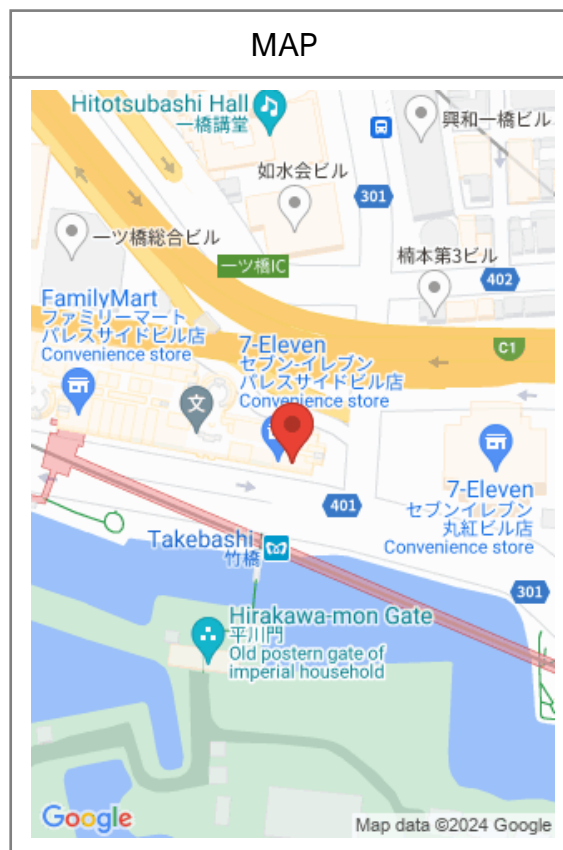 MAP
Hitotsubashi Hall
一橋講堂
興和一橋ビル
如水会ビル
301
一ツ橋総合ビル
一ツ橋IC
楠本第3ビル
402
FamilyMart
ファミリーマート
パレスサイドビル店
Convenience store
7-Eleven
セブン-イレブン
パレスサイドビル店
Convenience store
C1
文
7-Eleven
セブンイレブン
丸紅ビル店
Convenience store
401
Takebashi
竹橋
301
Hirakawa-mon Gate
平川門
Old postern gate of
imperial household
Google
Map data ©2024 Google